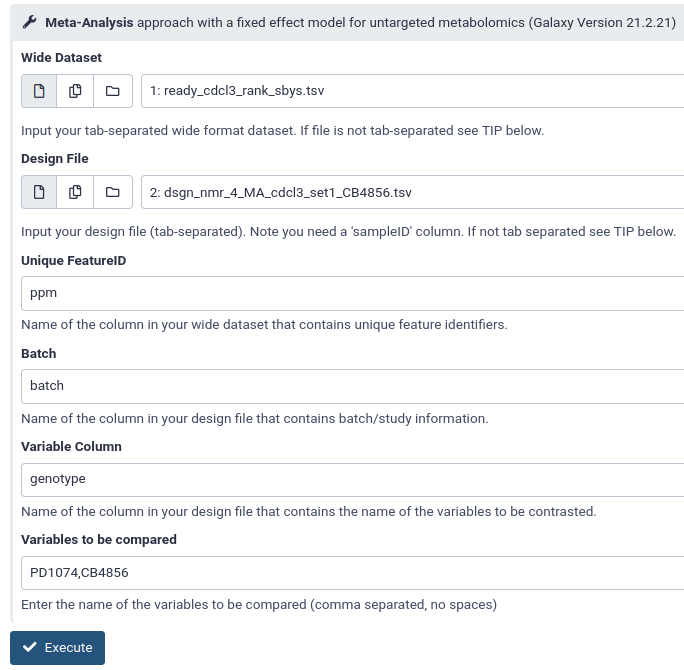 Meta-Analysis approach with a fixed effect model for untargeted metabolomics (Galaxy Version 21.2.21)
Wide Dataset
1: ready_cdcl3_rank_sbys.tsv
Input your tab-separated wide format dataset. If file is not tab-separated see TIP below.
Design File
2: dsgn_nmr_4_MA_cdcl3_set1_CB4856.tsv
Input your design file (tab-separated). Note you need a 'sampleID' column. If not tab separated see TIP below.
Unique FeatureID
ppm
Name of the column in your wide dataset that contains unique feature identifiers.
Batch
batch
Name of the column in your design file that contains batch/study information.
Variable Column
genotype
Name of the column in your design file that contains the name of the variables to be contrasted.
Variables to be compared
PD1074,CB4856
Enter the name of the variables to be compared (comma separated, no spaces)
Execute